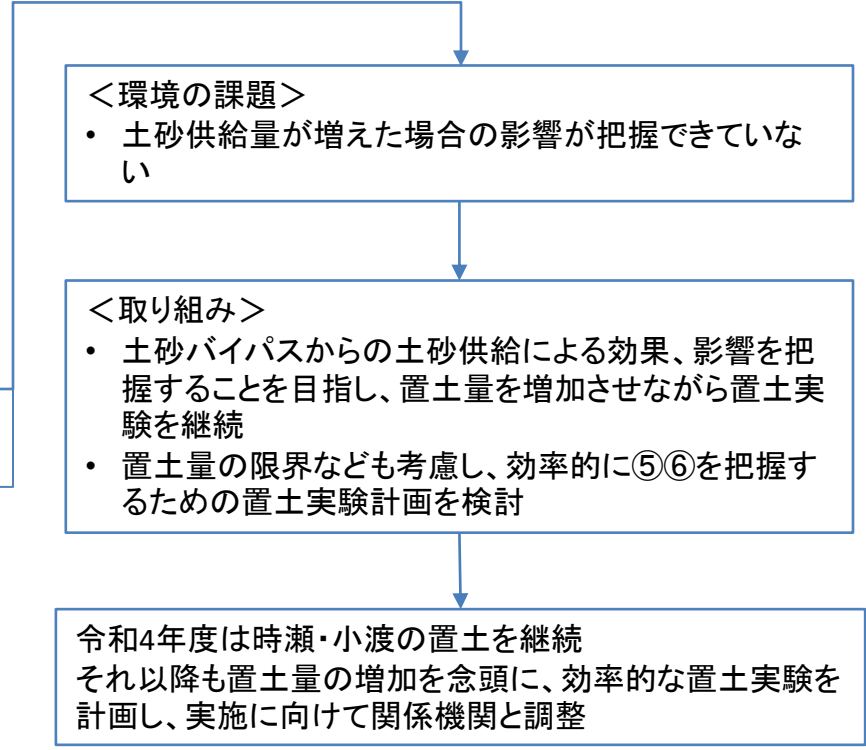 ＜環境の課題＞
• 土砂供給量が増えた場合の影響が把握できていな
い
＜取り組み＞
• 土砂バイパスからの土砂供給による効果、影響を把
握することを目指し、置土量を増加させながら置土実
験を継続
• 置土量の限界なども考慮し、効率的に⑤⑥を把握す
るための置土実験計画を検討
令和4年度は時瀬・小渡の置土を継続
それ以降も置土量の増加を念頭に、効率的な置土実験を
計画し、実施に向けて関係機関と調整